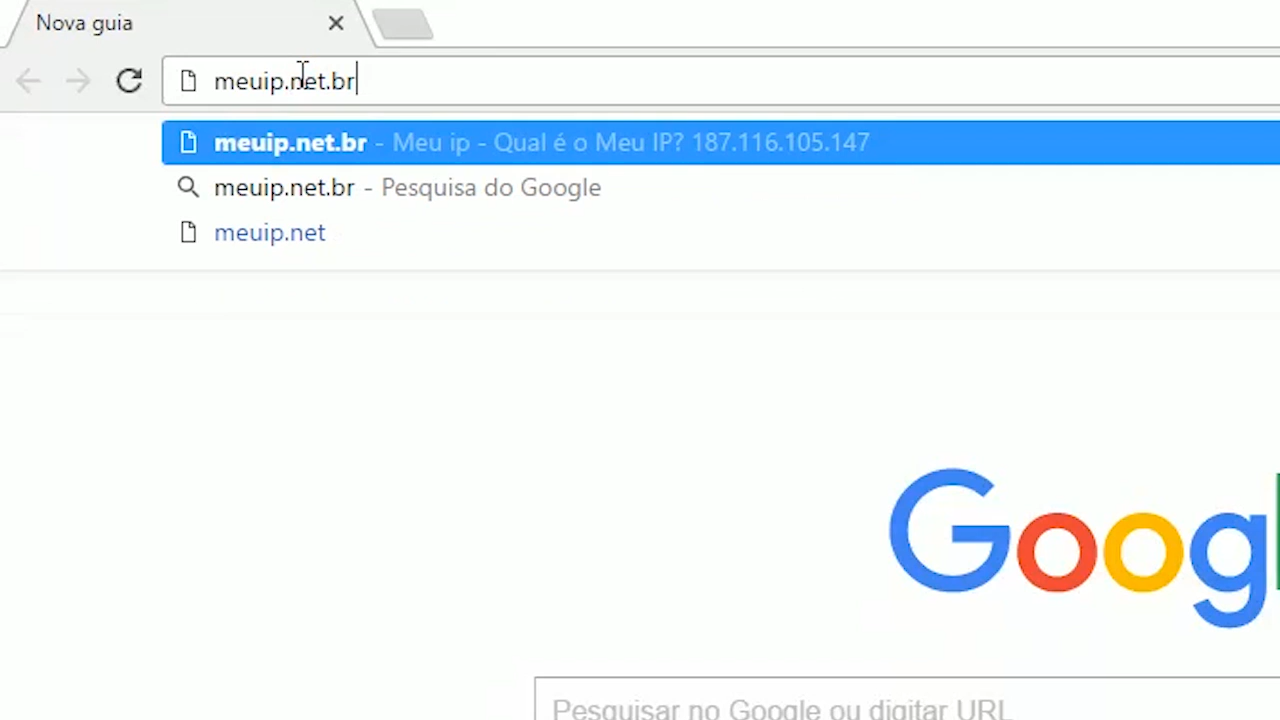 Nova guia
meuip.net.br
meuip.net.br - Meu ip - Qual é o Meu IP? 187.116.105.147
meuip.net.br - Pesquisa do Google
meuip.net
Googl
Pesquisar no Google ou digitar URL